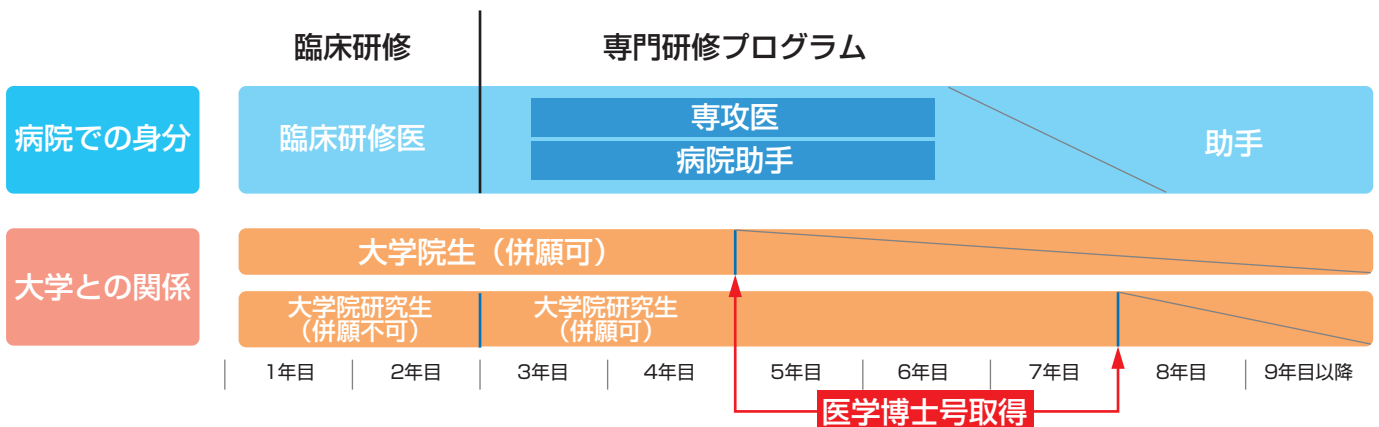 臨床研修
専門研修プログラム
病院での身分
臨床研修医
専攻医
病院助手
助手
大学との関係
大学院生（併願可）
大学院研究生
（併願不可）
大学院研究生
（併願可）
1年目
2年目
3年目
4年目
5年目
6年目
7年目
8年目
9年目以降
医学博士号取得